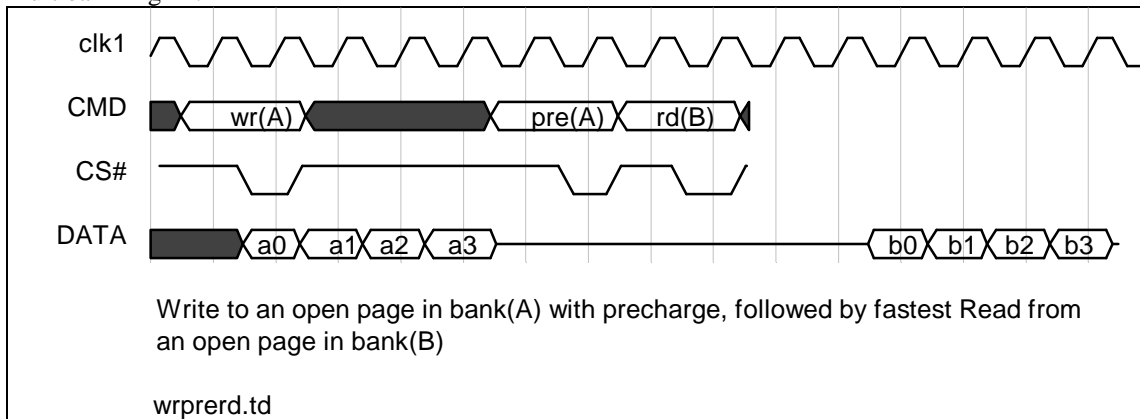 clk1
CMD wr(A) pre(A) rd(B)
CS#
DATA a0 a1 a2 a3 b0 b1 b2 b3
Write to an open page in bank(A) with precharge, followed by fastest Read from
an open page in bank(B)
wrprerd.td